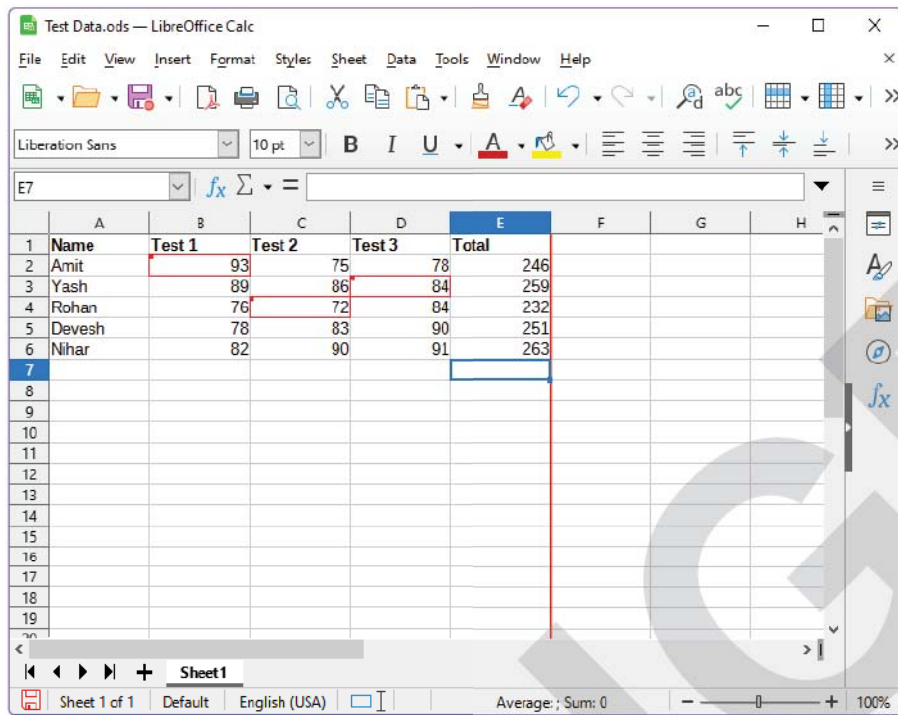 Test Data.ods — LibreOffice Calc
File Edit View Insert Format Styles Sheet Data Tools Window Help
Liberation Sans 10 pt B I U A
E7 fx Σ =
A B C D E F G H
1 Name Test 1 Test 2 Test 3 Total
2 Amit 93 75 78 246
3 Yash 89 86 84 259
4 Rohan 76 72 84 232
5 Devesh 78 83 90 251
6 Nihar 82 90 91 263
7
8
9
10
11
12
13
14
15
16
17
18
19
Sheet1
Sheet 1 of 1 Default English (USA) Average: ; Sum: 0 100%